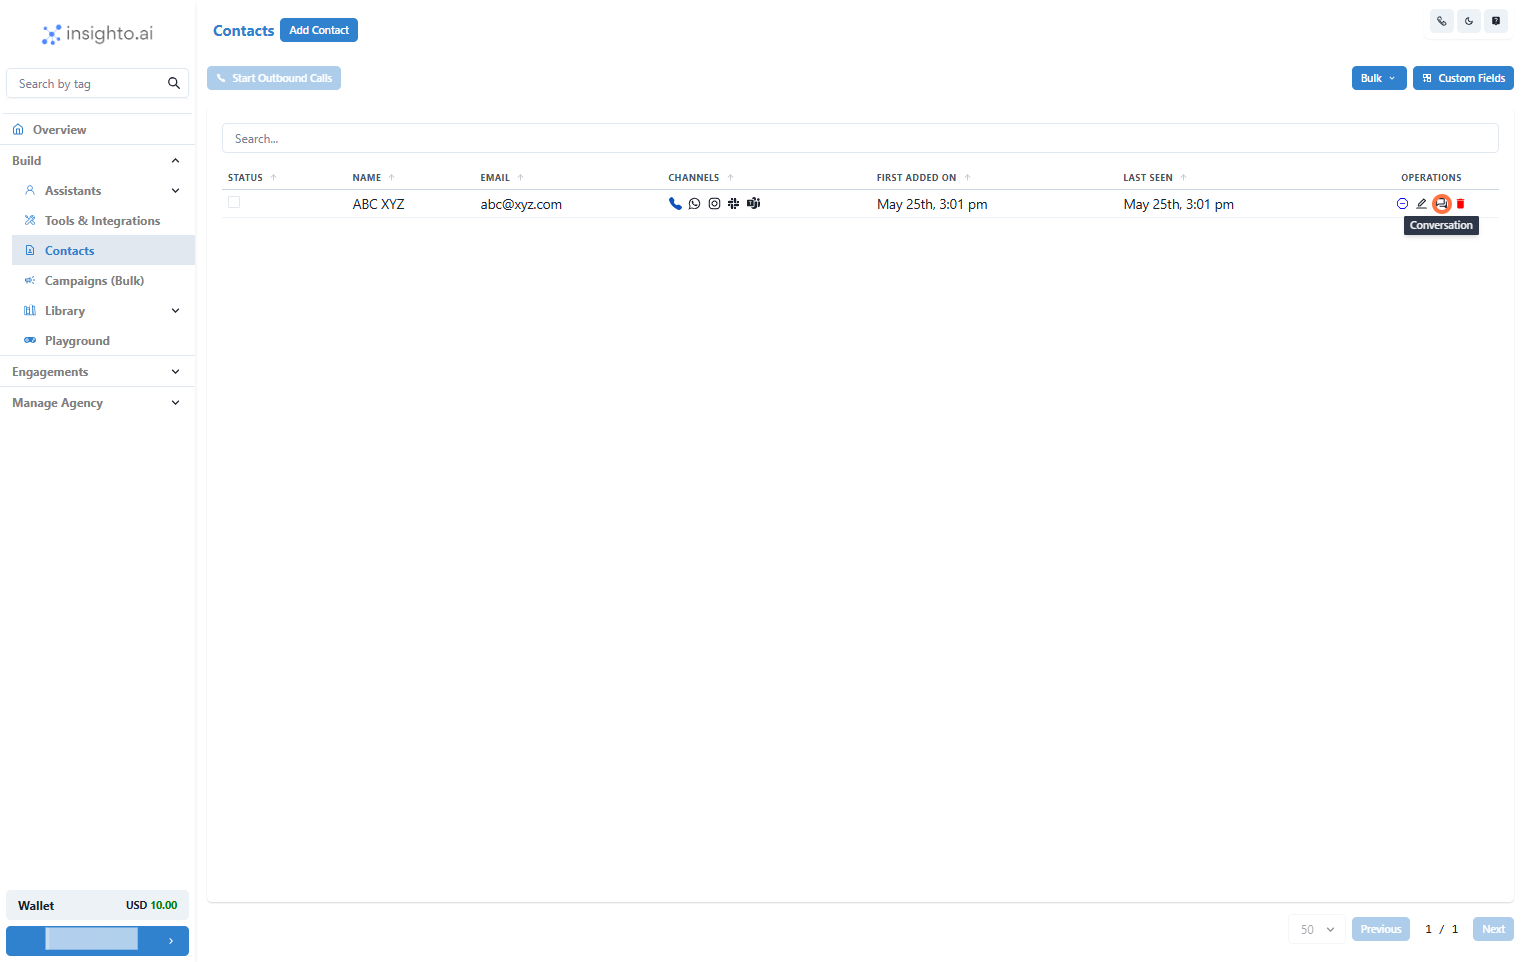 insighto.ai
Contacts
Add Contact
Search by tag
Start Outbound Calls
Bulk
Custom Fields
Overview
Search...
Build
STATUS NAME EMAIL CHANNELS FIRST ADDED ON LAST SEEN OPERATIONS
Assistants
ABC XYZ abc@xyz.com May 25th, 3:01 pm May 25th, 3:01 pm
Tools & Integrations
Conversation
Contacts
Campaigns (Bulk)
Library
Playground
Engagements
Manage Agency
Wallet USD 10.00
50 Previous 1 / 1 Next